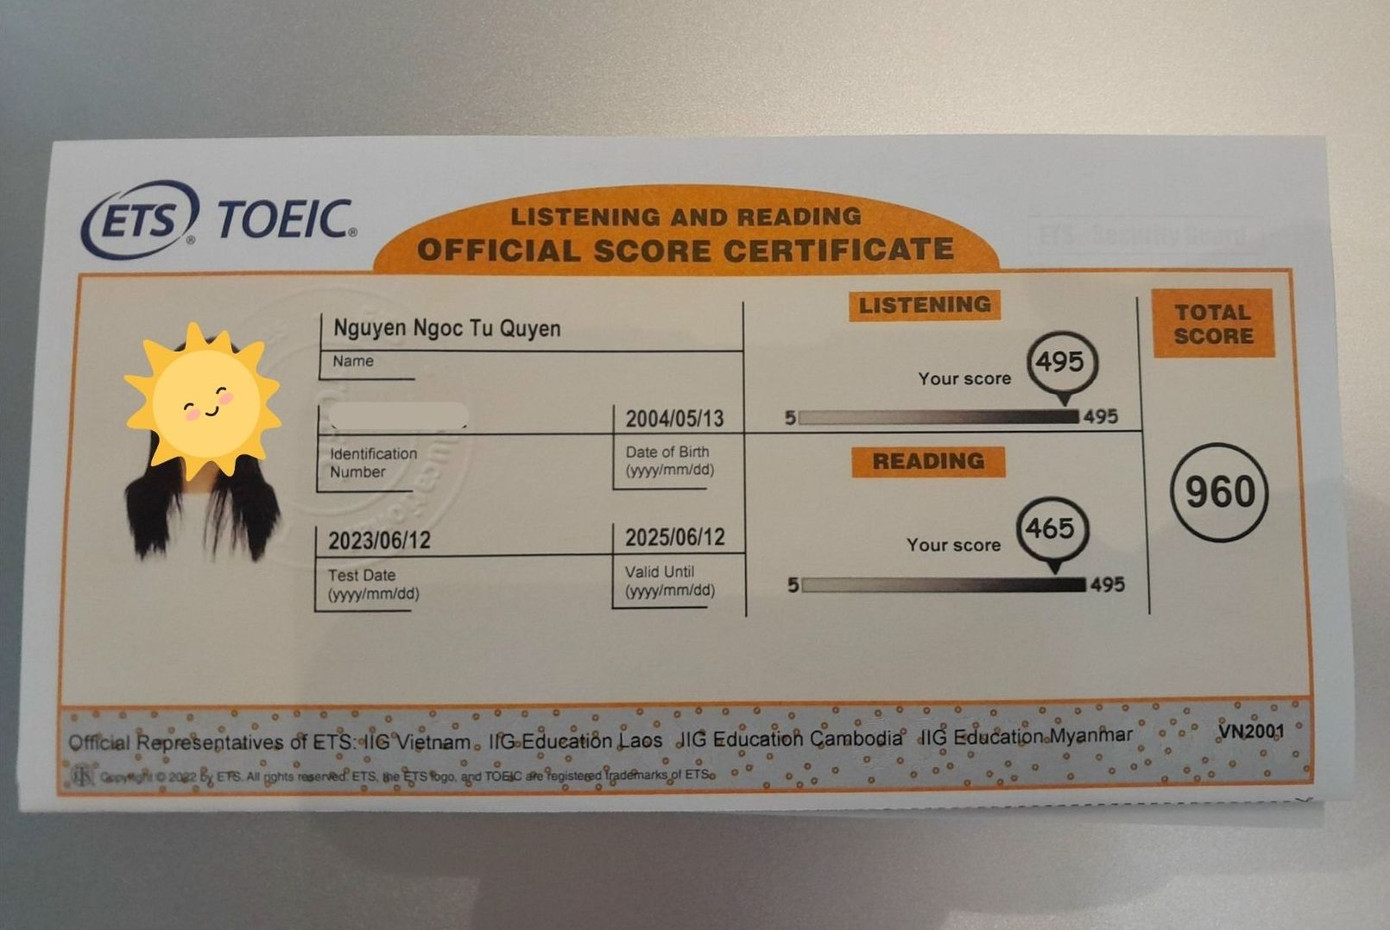 ETS® TOEIC®
LISTENING AND READING
OFFICIAL SCORE CERTIFICATE
Nguyen Ngoc Tu Quyen
Name
Identification
Number
2004/05/13
Date of Birth
(yyyy/mm/dd)
2023/06/12
Test Date
(yyyy/mm/dd)
2025/06/12
Valid Until
(yyyy/mm/dd)
LISTENING
Your score 495
5 495
READING
Your score 465
5 495
TOTAL
SCORE
960
Official Representatives of ETS: IIG Vietnam IIG Education Laos IIG Education Cambodia IIG Education Myanmar VN2001
Copyright © 2022 by ETS. All rights reserved. ETS, the ETS logo, and TOEIC are registered trademarks of ETS.